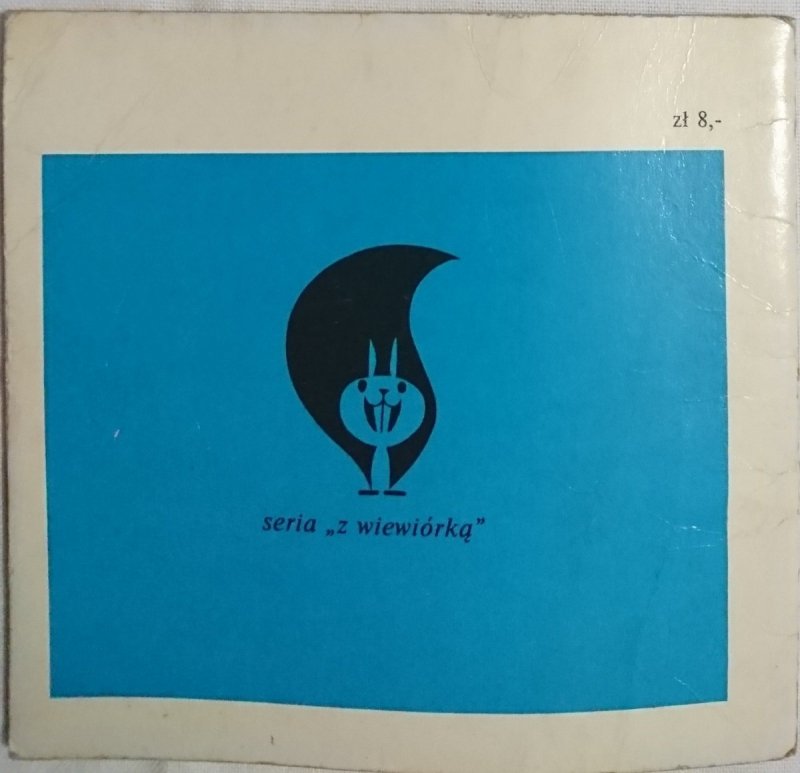 zł 8,-
seria „z wiewiórką”